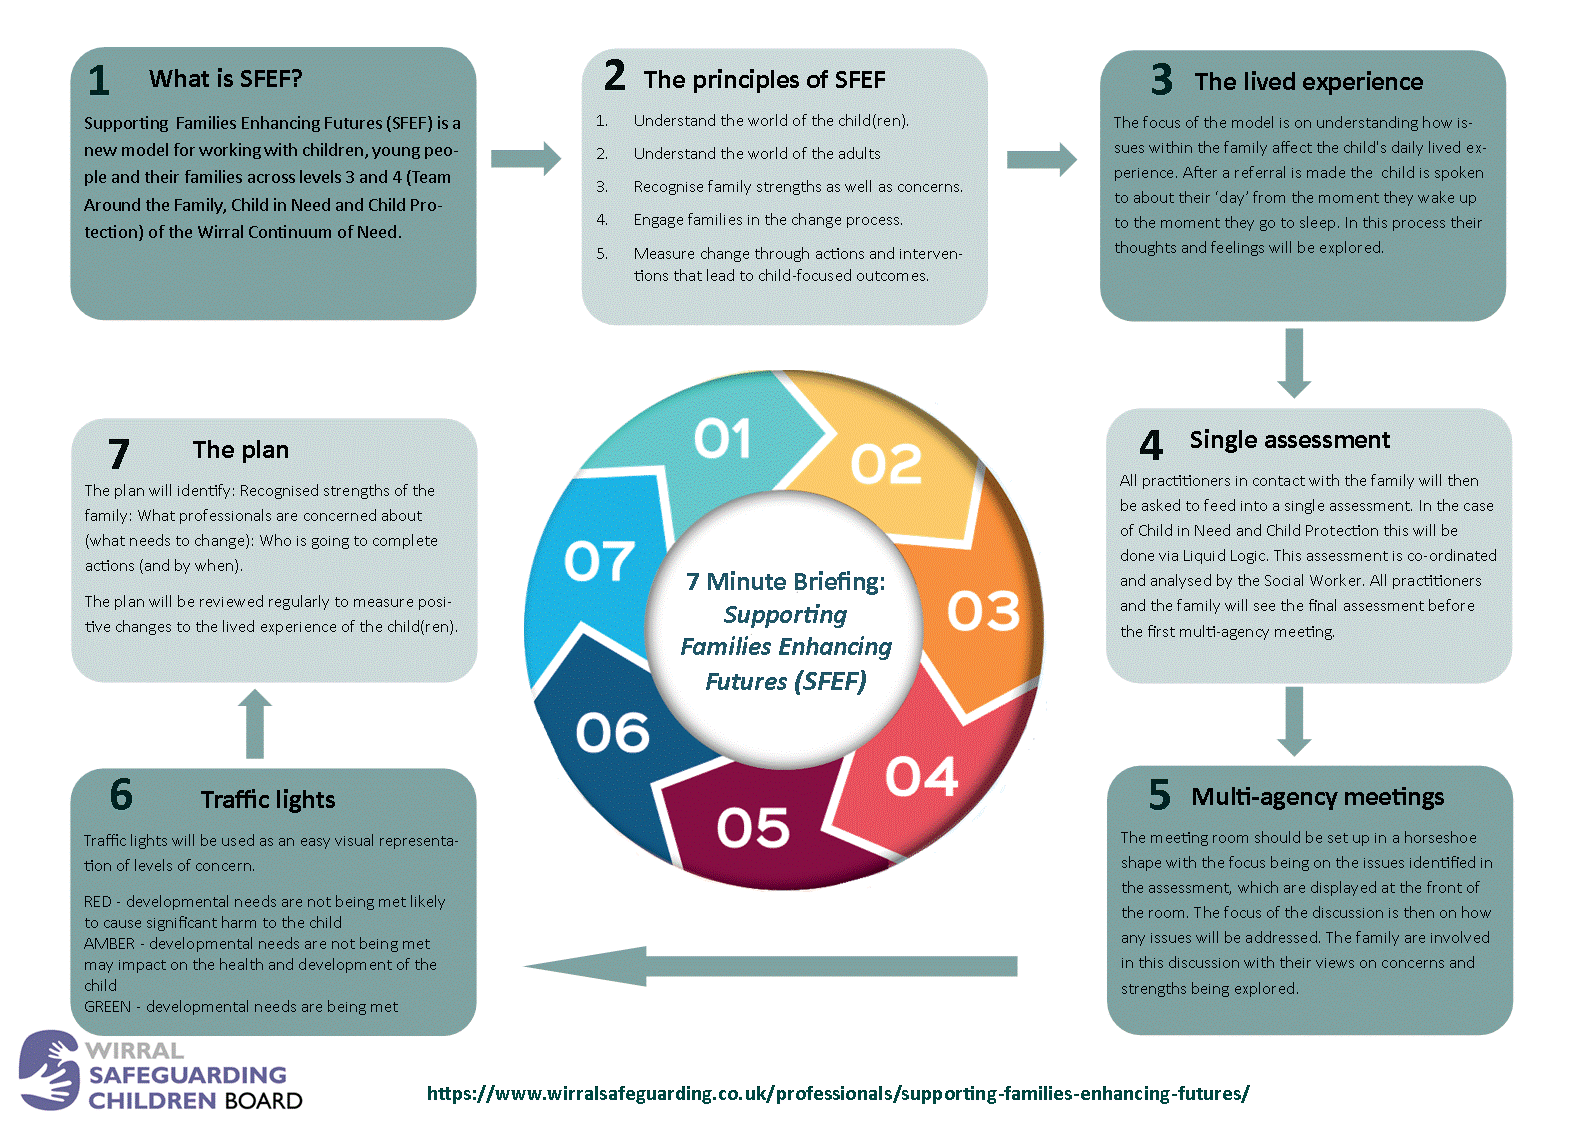 1 What is SFEF?
Supporting Families Enhancing Futures (SFEF) is a
new model for working with children, young peo-
ple and their families across levels 3 and 4 (Team
Around the Family, Child in Need and Child Pro-
tection) of the Wirral Continuum of Need.
2 The principles of SFEF
1. Understand the world of the child(ren).
2. Understand the world of the adults
3. Recognise family strengths as well as concerns.
4. Engage families in the change process.
5. Measure change through actions and interven-
tions that lead to child-focused outcomes.
3 The lived experience
The focus of the model is on understanding how is-
sues within the family affect the child's daily lived ex-
perience. After a referral is made the child is spoken
to about their ‘day’ from the moment they wake up
to the moment they go to sleep. In this process their
thoughts and feelings will be explored.
4 Single assessment
All practitioners in contact with the family will then
be asked to feed into a single assessment. In the case
of Child in Need and Child Protection this will be
done via Liquid Logic. This assessment is co-ordinated
and analysed by the Social Worker. All practitioners
and the family will see the final assessment before
the first multi-agency meeting.
5 Multi-agency meetings
The meeting room should be set up in a horseshoe
shape with the focus being on the issues identified in
the assessment, which are displayed at the front of
the room. The focus of the discussion is then on how
any issues will be addressed. The family are involved
in this discussion with their views on concerns and
strengths being explored.
6 Traffic lights
Traffic lights will be used as an easy visual representa-
tion of levels of concern.
RED - developmental needs are not being met likely
to cause significant harm to the child
AMBER - developmental needs are not being met
may impact on the health and development of the
child
GREEN - developmental needs are being met
7 The plan
The plan will identify: Recognised strengths of the
family: What professionals are concerned about
(what needs to change): Who is going to complete
actions (and by when).
The plan will be reviewed regularly to measure posi-
tive changes to the lived experience of the child(ren).
01
02
03
04
05
06
07
7 Minute Briefing:
Supporting
Families Enhancing
Futures (SFEF)
WIRRAL
SAFEGUARDING
CHILDREN BOARD
https://www.wirralsafeguarding.co.uk/professionals/supporting-families-enhancing-futures/